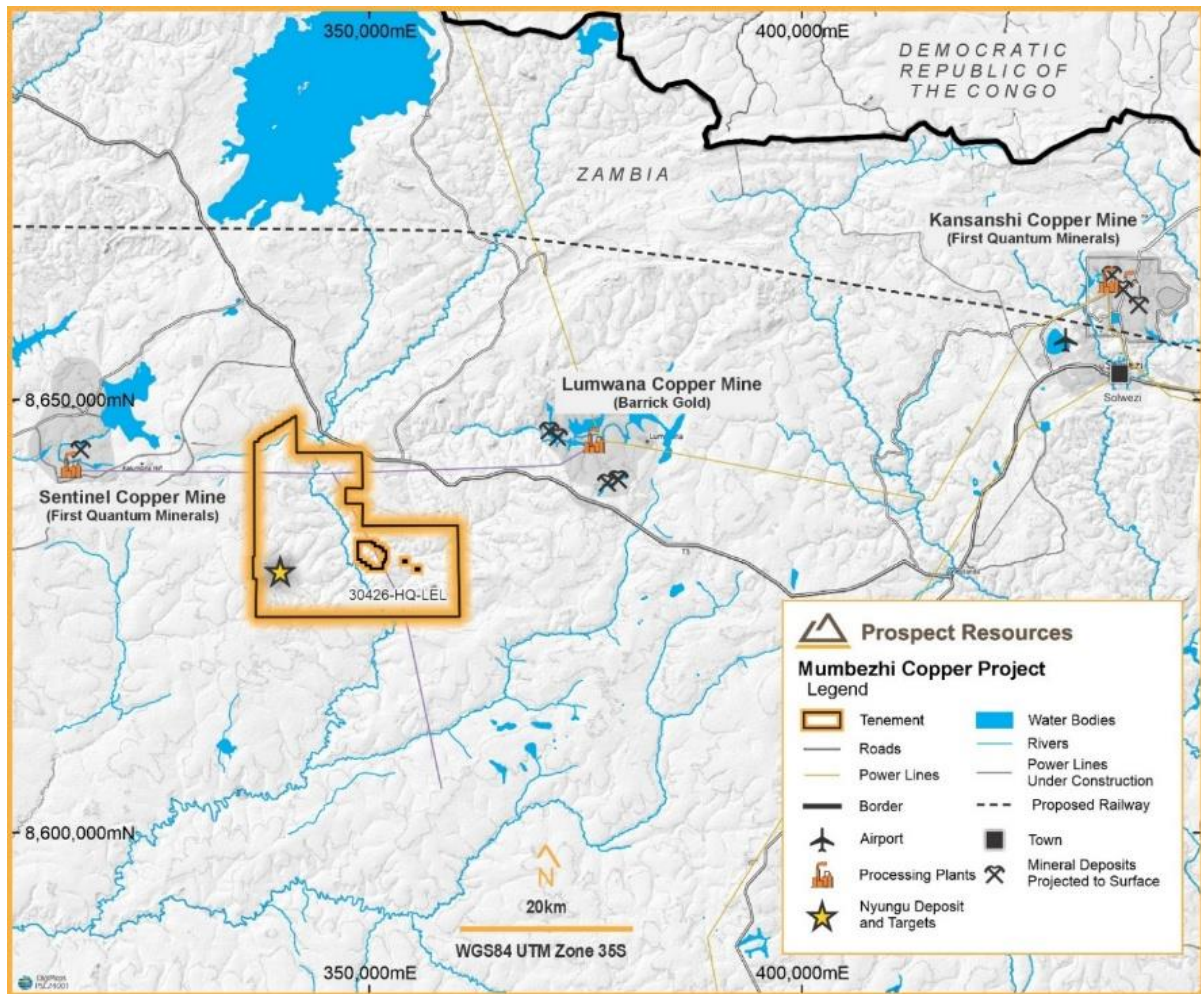 350,000mE
400,000mE
DEMOCRATIC
REPUBLIC OF
THE CONGO
ZAMBIA
Kansanshi Copper Mine
(First Quantum Minerals)
Lumwana Copper Mine
(Barrick Gold)
8,650,000mN
Solwezi
Sentinel Copper Mine
(First Quantum Minerals)
T5
30426-HQ-LEL
Prospect Resources
Mumbezhi Copper Project
Legend
Tenement
Water Bodies
Roads
Rivers
Power Lines
Power Lines
Under Construction
Border
Proposed Railway
Airport
Town
Processing Plants
Mineral Deposits
Projected to Surface
Nyungu Deposit
and Targets
8,600,000mN
N
20km
WGS84 UTM Zone 35S
350,000mE
400,000mE